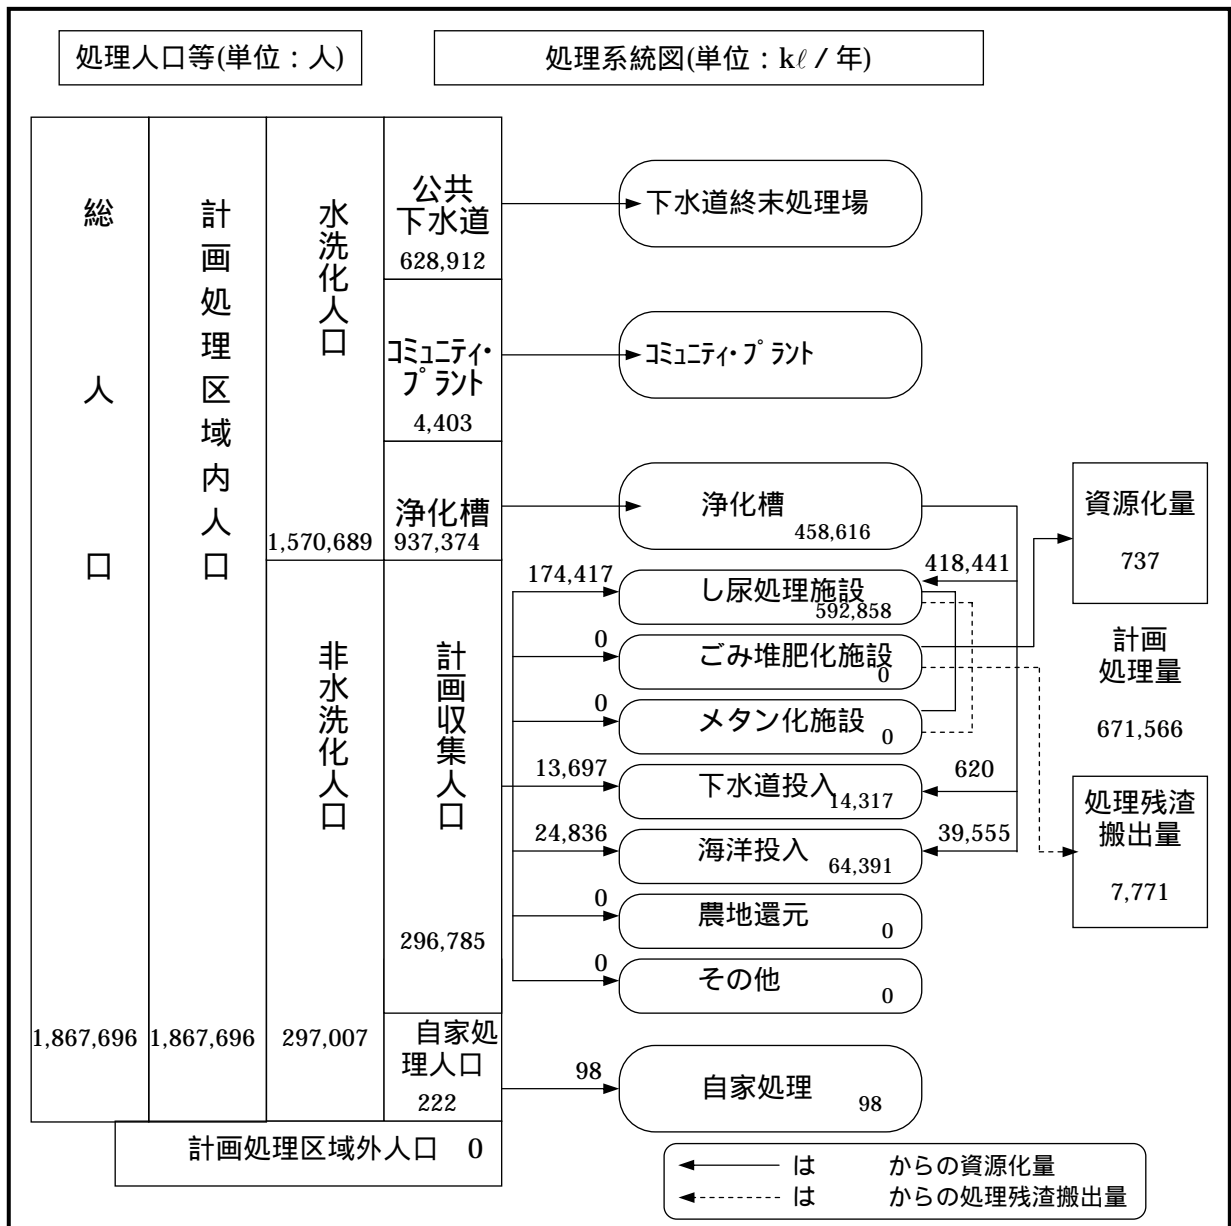 処理人口等(単位：人)
処理系統図(単位：kℓ/年)
総人口
1,867,696
計画処理区域内人口
1,867,696
水洗化人口
1,570,689
非水洗化人口
297,007
公共
下水道
628,912
コミュニティ・
プラント
4,403
浄化槽
937,374
計画収集人口
296,785
自家処
理人口
222
計画処理区域外人口 0
下水道終末処理場
コミュニティ・プラント
浄化槽
458,616
174,417
し尿処理施設
592,858
418,441
0
ごみ堆肥化施設
0
0
メタン化施設
0
13,697
下水道投入
14,317
620
24,836
海洋投入
64,391
39,555
0
農地還元
0
0
その他
0
98
自家処理
98
資源化量
737
計画
処理量
671,566
処理残渣
搬出量
7,771
は からの資源化量
は からの処理残渣搬出量